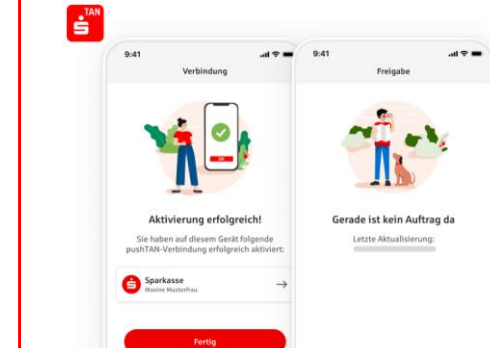 TAN
9:41
Verbindung
OK
Aktivierung erfolgreich!
Sie haben auf diesem Gerät folgende
pushTAN-Verbindung erfolgreich aktiviert:
Sparkasse
Maxine Musterfrau
Fertig
9:41
Freigabe
Gerade ist kein Auftrag da
Letzte Aktualisierung: